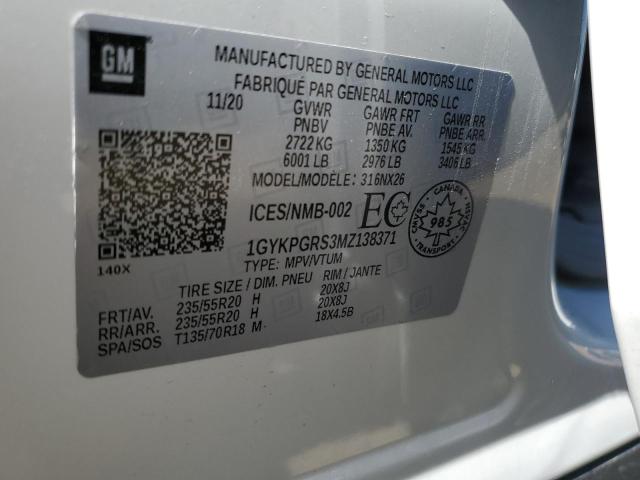 GM
MANUFACTURED BY GENERAL MOTORS LLC
FABRIQUÉ PAR GENERAL MOTORS LLC
11/20 GVWR GAWR FRT GAWR RR
PNBV PNBE AV. PNBE ARR.
2722 KG 1350 KG 1545 KG
6001 LB 2976 LB 3406 LB
MODEL/MODÈLE: 316NX26
ICES/NMB-002 EC
CANADA
CMVSS 985 NSVAC
1GYKPGRS3MZ138371
140X TYPE: MPV/VTUM
TIRE SIZE / DIM. PNEU RIM / JANTE
FRT/AV. 235/55R20 H 20X8J
RR/ARR. 235/55R20 H 20X8J
SPA/SOS T135/70R18 M 18X4.5B